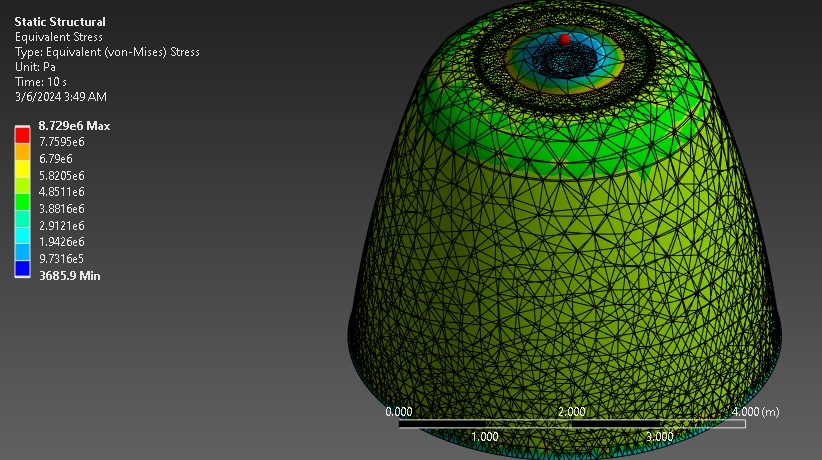 Static Structural
Equivalent Stress
Type: Equivalent (von-Mises) Stress
Unit: Pa
Time: 10 s
3/6/2024 3:49 AM
8.729e6 Max
7.7595e6
6.79e6
5.8205e6
4.8511e6
3.8816e6
2.9121e6
1.9426e6
9.7316e5
3685.9 Min
0.000 2.000 4.000 (m)
1.000 3.000